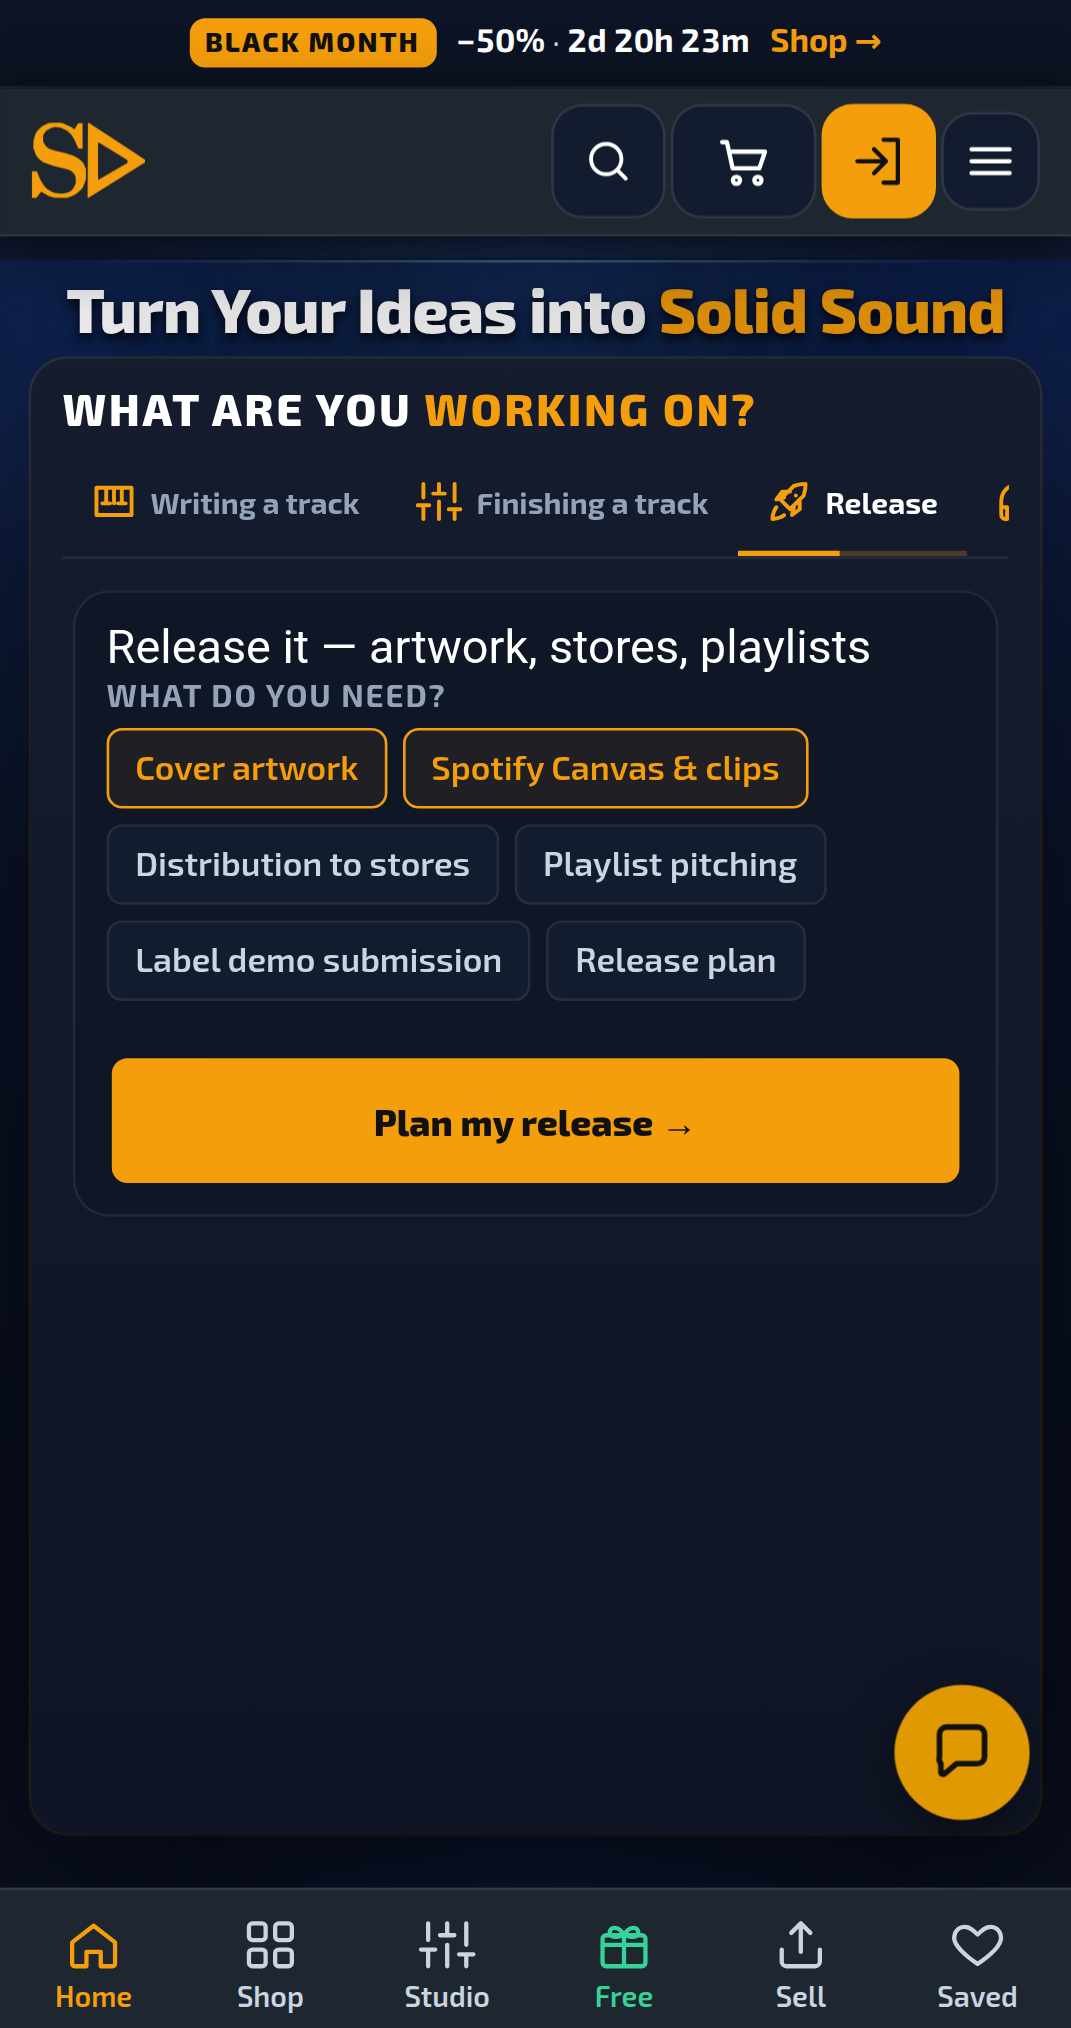 BLACK MONTH −50% · 2d 20h 23m Shop →
S
Turn Your Ideas into Solid Sound
WHAT ARE YOU WORKING ON?
Writing a track Finishing a track Release
Release it — artwork, stores, playlists
WHAT DO YOU NEED?
Cover artwork Spotify Canvas & clips
Distribution to stores Playlist pitching
Label demo submission Release plan
Plan my release →
Home Shop Studio Free Sell Saved